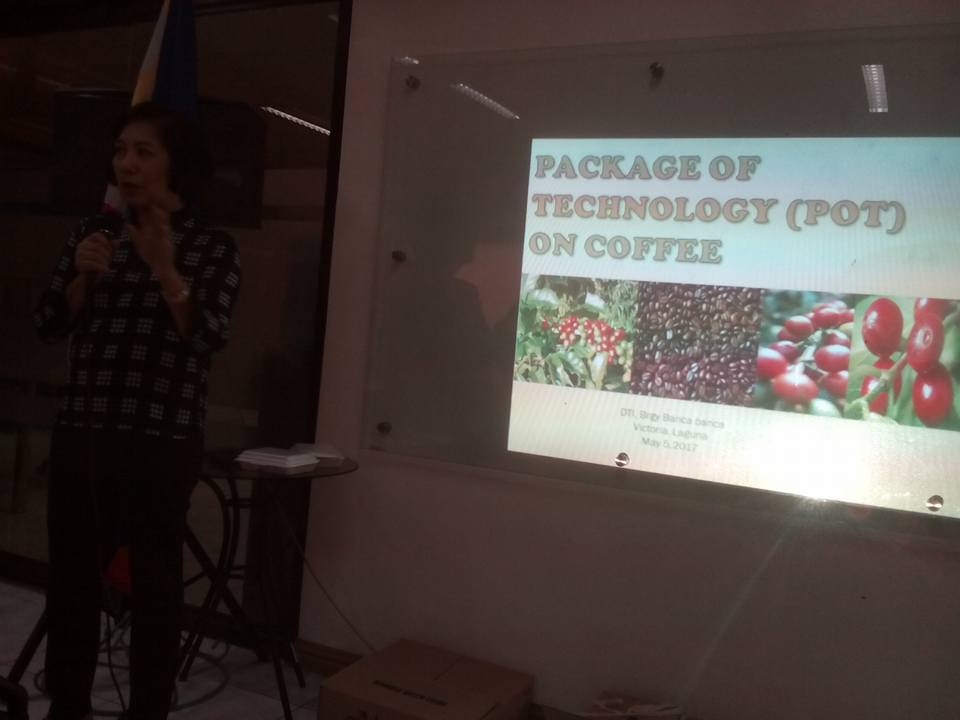 PACKAGE OF
TECHNOLOGY (POT)
ON COFFEE
DTI, Brgy Banca banca
Victoria, Laguna
May 5, 2017